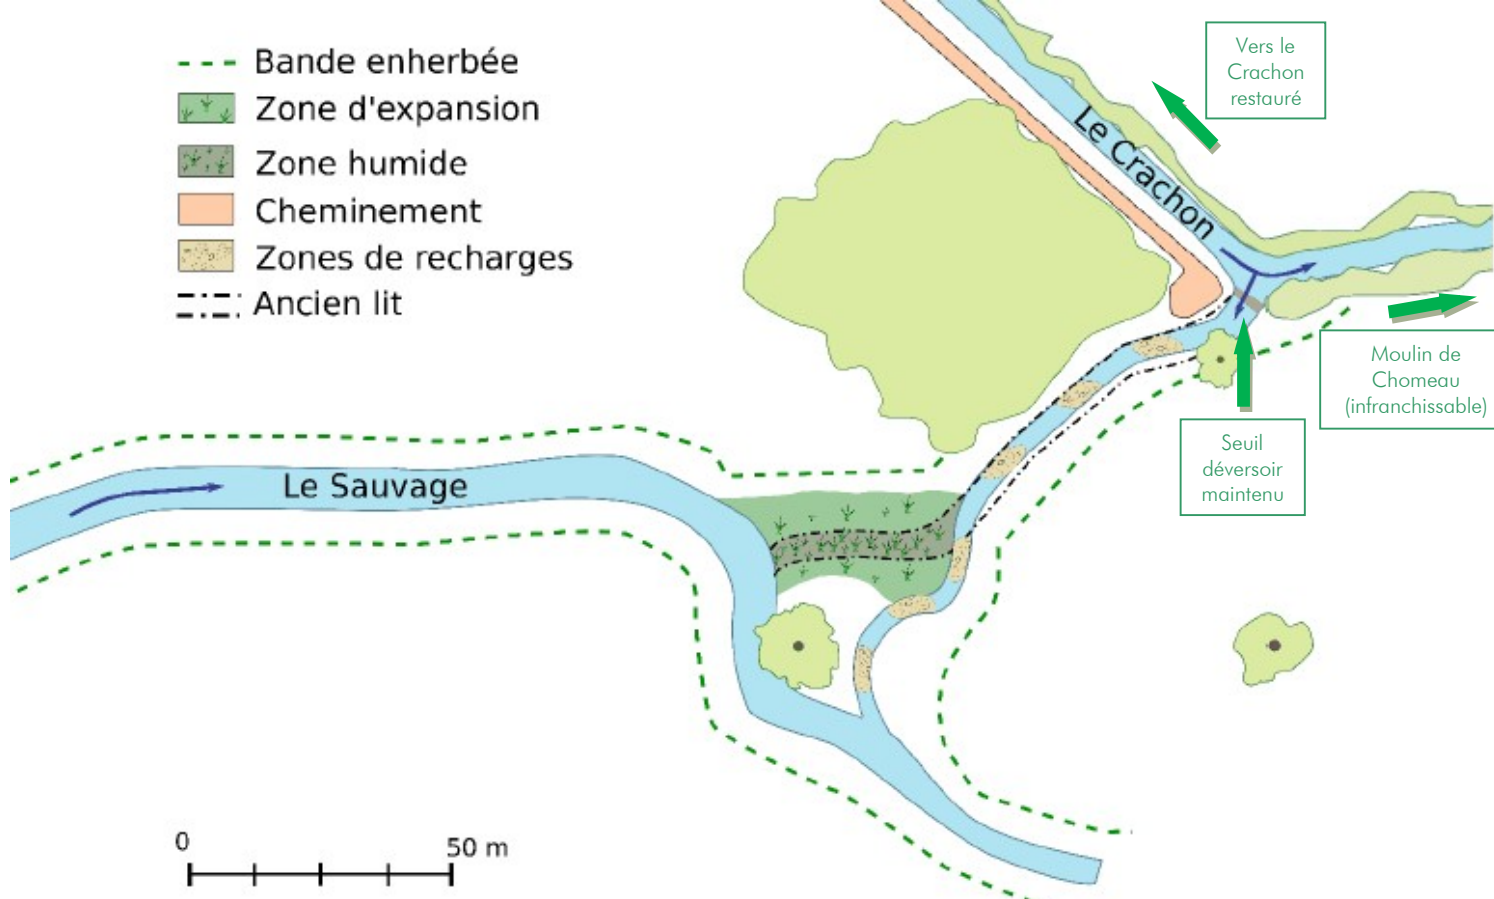 Bande enherbée
Zone d'expansion
Zone humide
Cheminement
Zones de recharges
Ancien lit
Vers le
Crachon
restauré
Le Crachon
Moulin de
Chomeau
(infranchissable)
Seuil
déversoir
maintenu
Le Sauvage
0
50 m